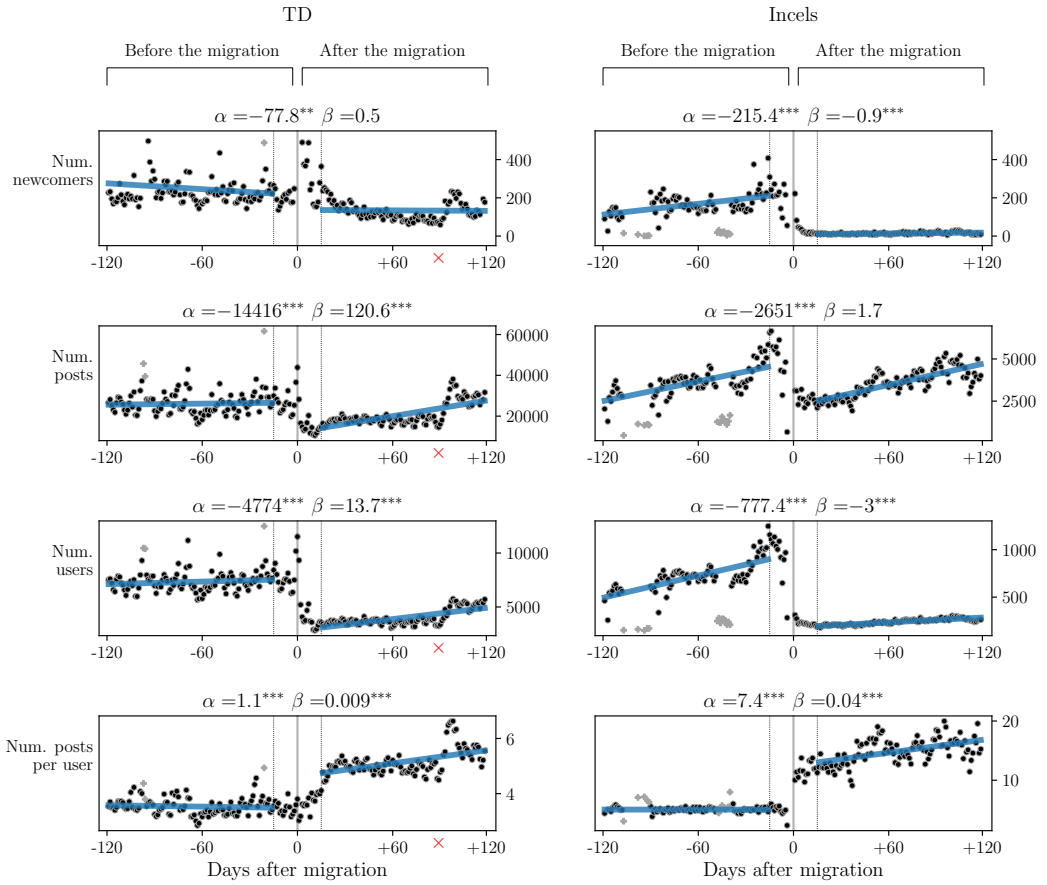 TD Incels
Before the migration After the migration Before the migration After the migration
α =−77.8** β =0.5 α =−215.4*** β =−0.9***
Num.
newcomers
400 400
200 200
0 0
-120 -60 0 +60 × +120 -120 -60 0 +60 +120
α =−14416*** β =120.6*** α =−2651*** β =1.7
Num.
posts
60000
40000 5000
20000 2500
-120 -60 0 +60 × +120 -120 -60 0 +60 +120
α =−4774*** β =13.7*** α =−777.4*** β =−3***
Num.
users
10000 1000
5000 500
-120 -60 0 +60 × +120 -120 -60 0 +60 +120
α =1.1*** β =0.009*** α =7.4*** β =0.04***
Num. posts
per user
6 20
4 10
-120 -60 0 +60 × +120 -120 -60 0 +60 +120
Days after migration Days after migration